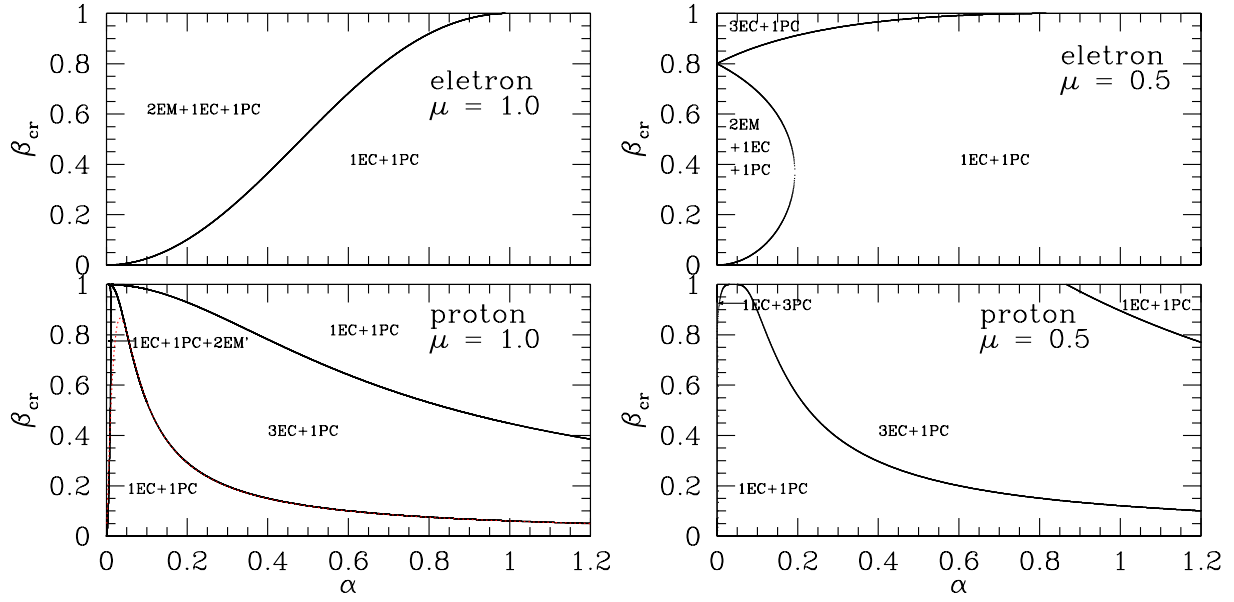 1
0.8
0.6
0.4
0.2
0
βcr
eletron
μ = 1.0
2EM+1EC+1PC
1EC+1PC
1
0.8
0.6
0.4
0.2
0
βcr
3EC+1PC
eletron
μ = 0.5
2EM
+1EC
+1PC
1EC+1PC
1
0.8
0.6
0.4
0.2
0
βcr
proton
μ = 1.0
1EC+1PC
1EC+1PC+2EM'
3EC+1PC
1EC+1PC
0 0.2 0.4 0.6 0.8 1 1.2
α
1
0.8
0.6
0.4
0.2
0
βcr
1EC+3PC
1EC+1PC
proton
μ = 0.5
3EC+1PC
1EC+1PC
0 0.2 0.4 0.6 0.8 1 1.2
α